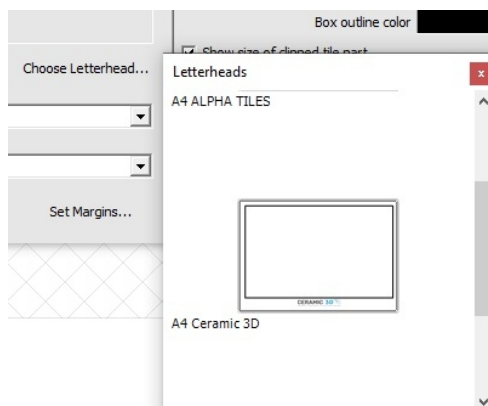 Box outline color
Show size of clipped tile part
Choose Letterhead...
Letterheads
x
A4 ALPHA TILES
Set Margins...
CERAMIC 3D
A4 Ceramic 3D